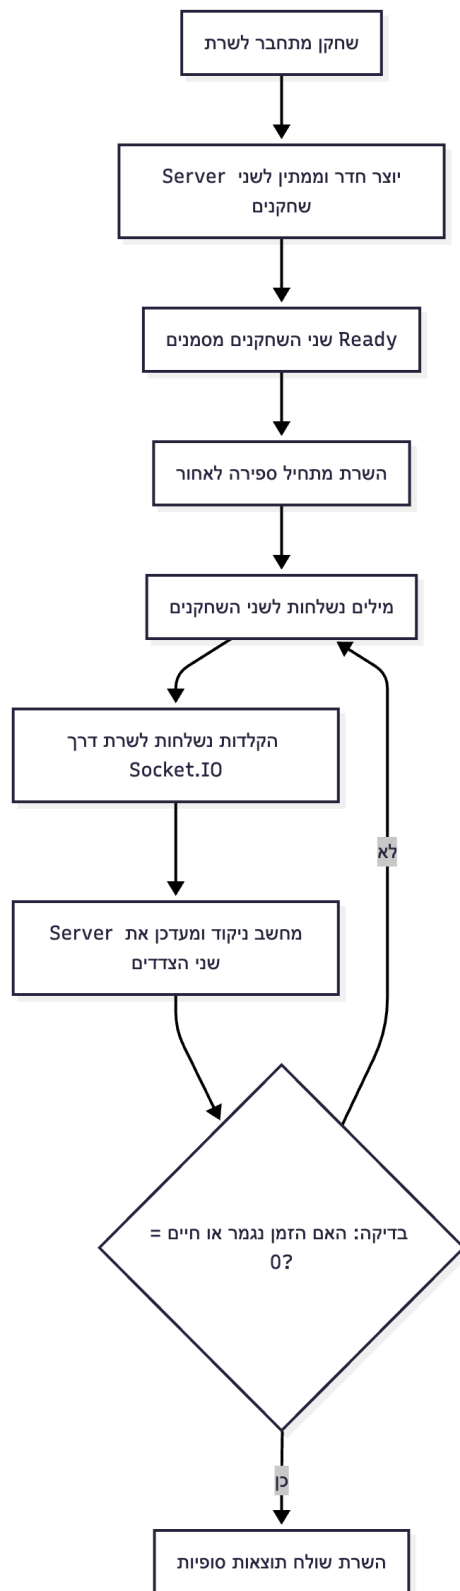 שחקן מתחבר לשרת
יוצר חדר וממתין לשני Server
שחקנים
שני השחקנים מסמנים Ready
השרת מתחיל ספירה לאחור
מילים נשלחות לשני השחקנים
הקלדות נשלחות לשרת דרך
Socket.IO
לא
מחשב ניקוד ומעדכן את Server
שני הצדדים
בדיקה: האם הזמן נגמר או חיים =
0?
כן
השרת שולח תוצאות סופיות